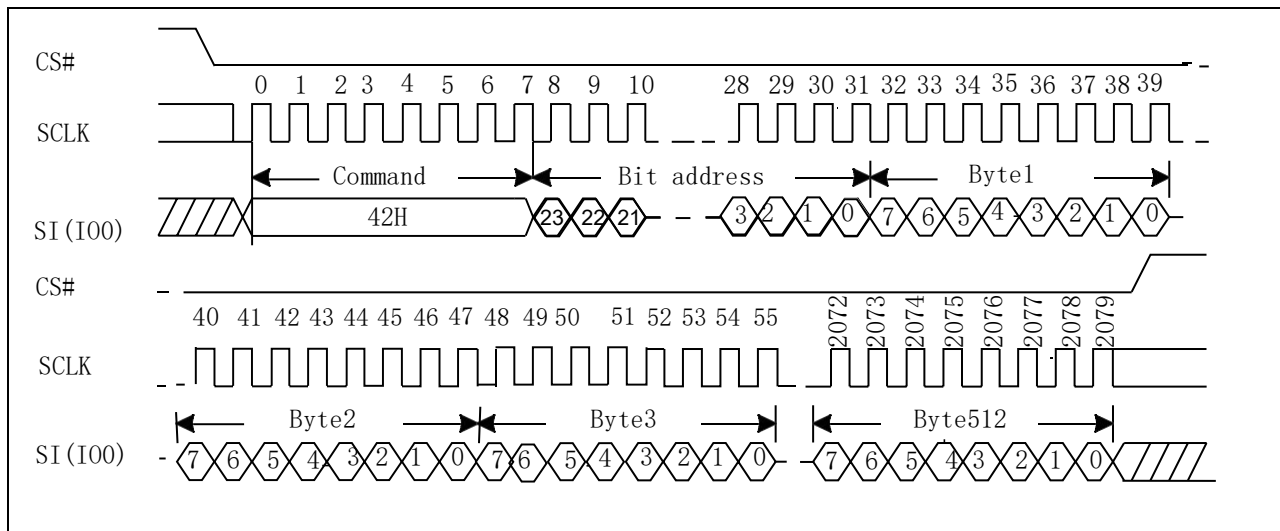 CS#
0 1 2 3 4 5 6 7 8 9 10 28 29 30 31 32 33 34 35 36 37 38 39
SCLK
Command Bit address Byte1
SI(IO0) 42H 23 22 21 3 2 1 0 7 6 5 4 3 2 1 0
CS#
40 41 42 43 44 45 46 47 48 49 50 51 52 53 54 55 2072 2073 2074 2075 2076 2077 2078 2079
SCLK
Byte2 Byte3 Byte512
SI(IO0) 7 6 5 4 3 2 1 0 7 6 5 4 3 2 1 0 7 6 5 4 3 2 1 0